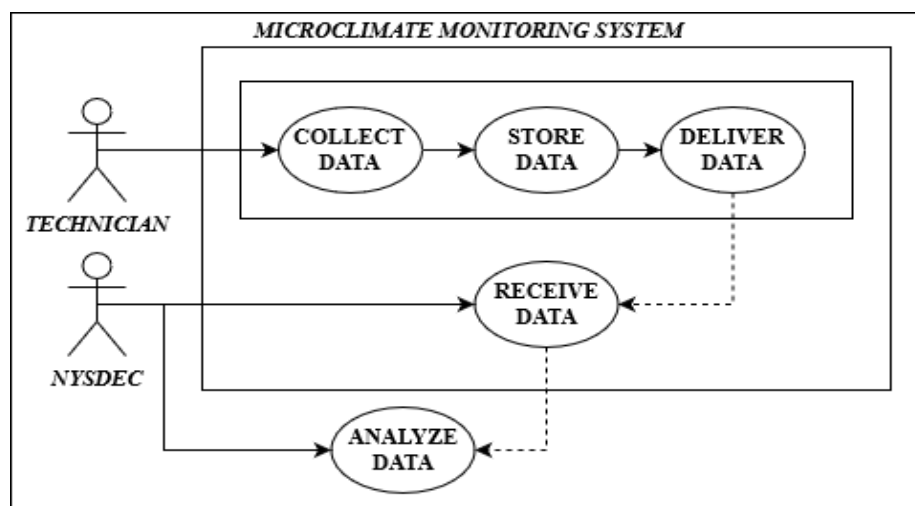 MICROCLIMATE MONITORING SYSTEM
COLLECT
DATA
STORE
DATA
DELIVER
DATA
TECHNICIAN
RECEIVE
DATA
NYSDEC
ANALYZE
DATA